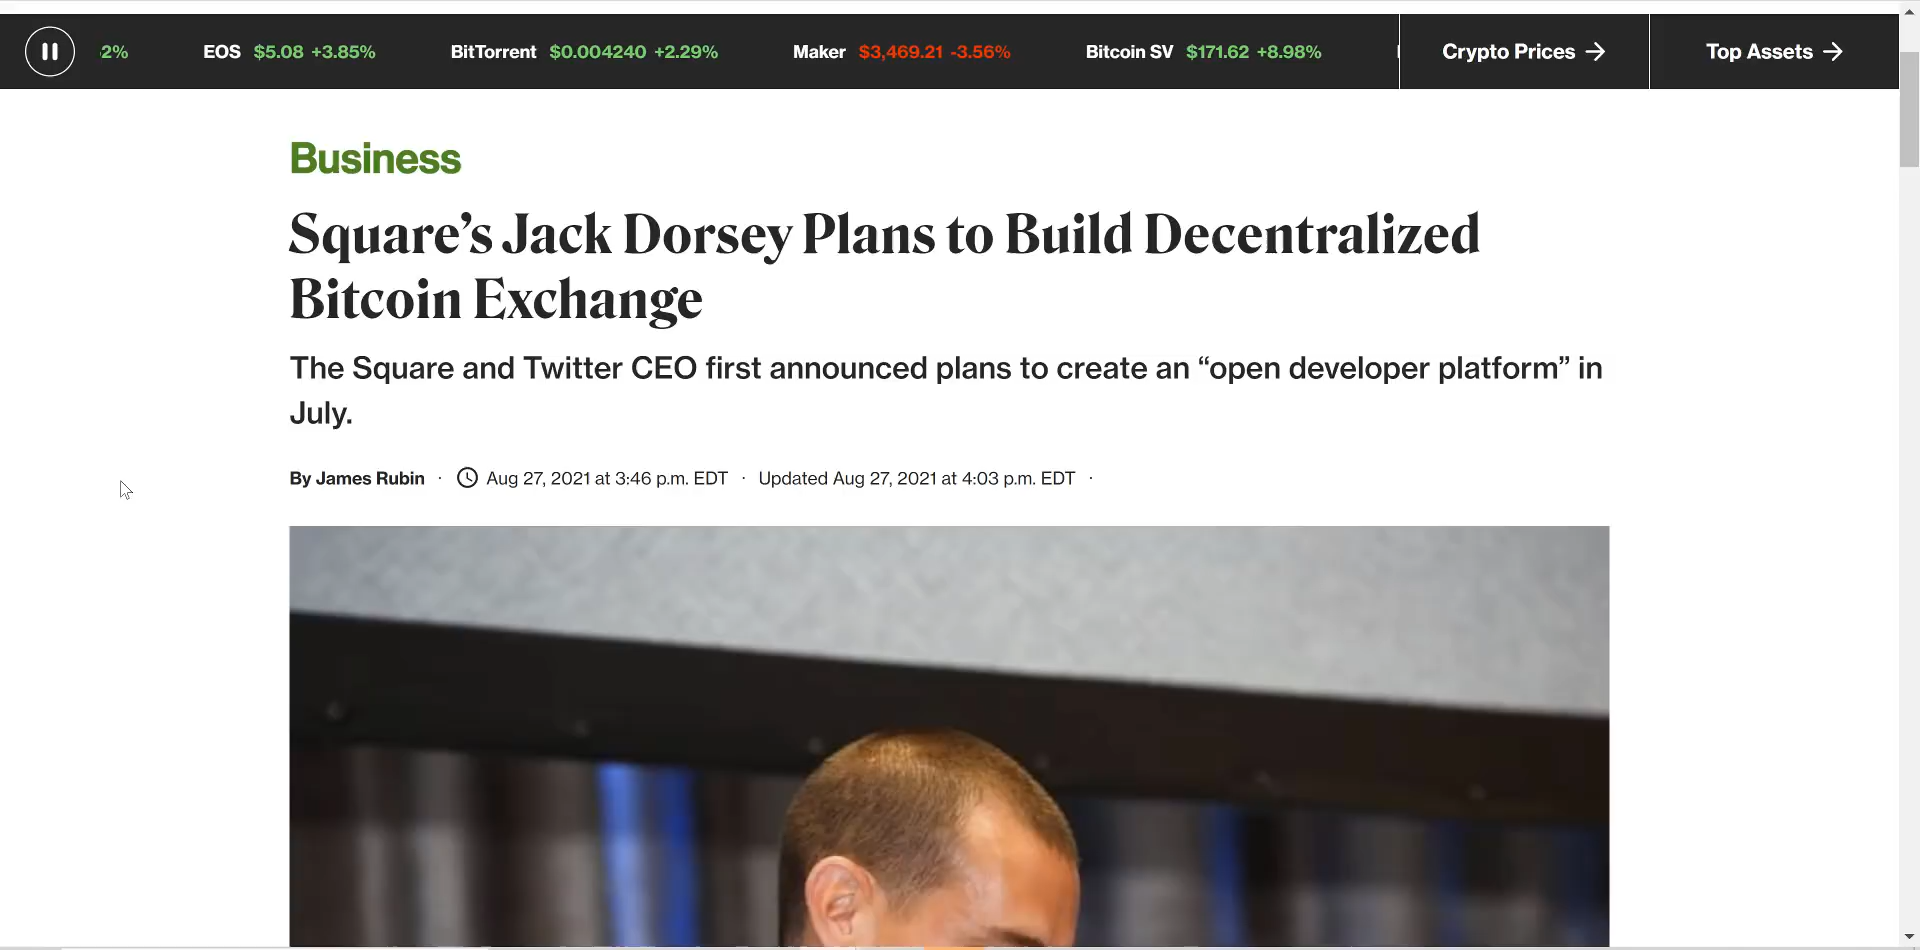 2% EOS $5.08 +3.85% BitTorrent $0.004240 +2.29% Maker $3,469.21 -3.56% Bitcoin SV $171.62 +8.98% Crypto Prices → Top Assets →
Business
Square’s Jack Dorsey Plans to Build Decentralized
Bitcoin Exchange
The Square and Twitter CEO first announced plans to create an “open developer platform” in
July.
By James Rubin · Aug 27, 2021 at 3:46 p.m. EDT · Updated Aug 27, 2021 at 4:03 p.m. EDT ·